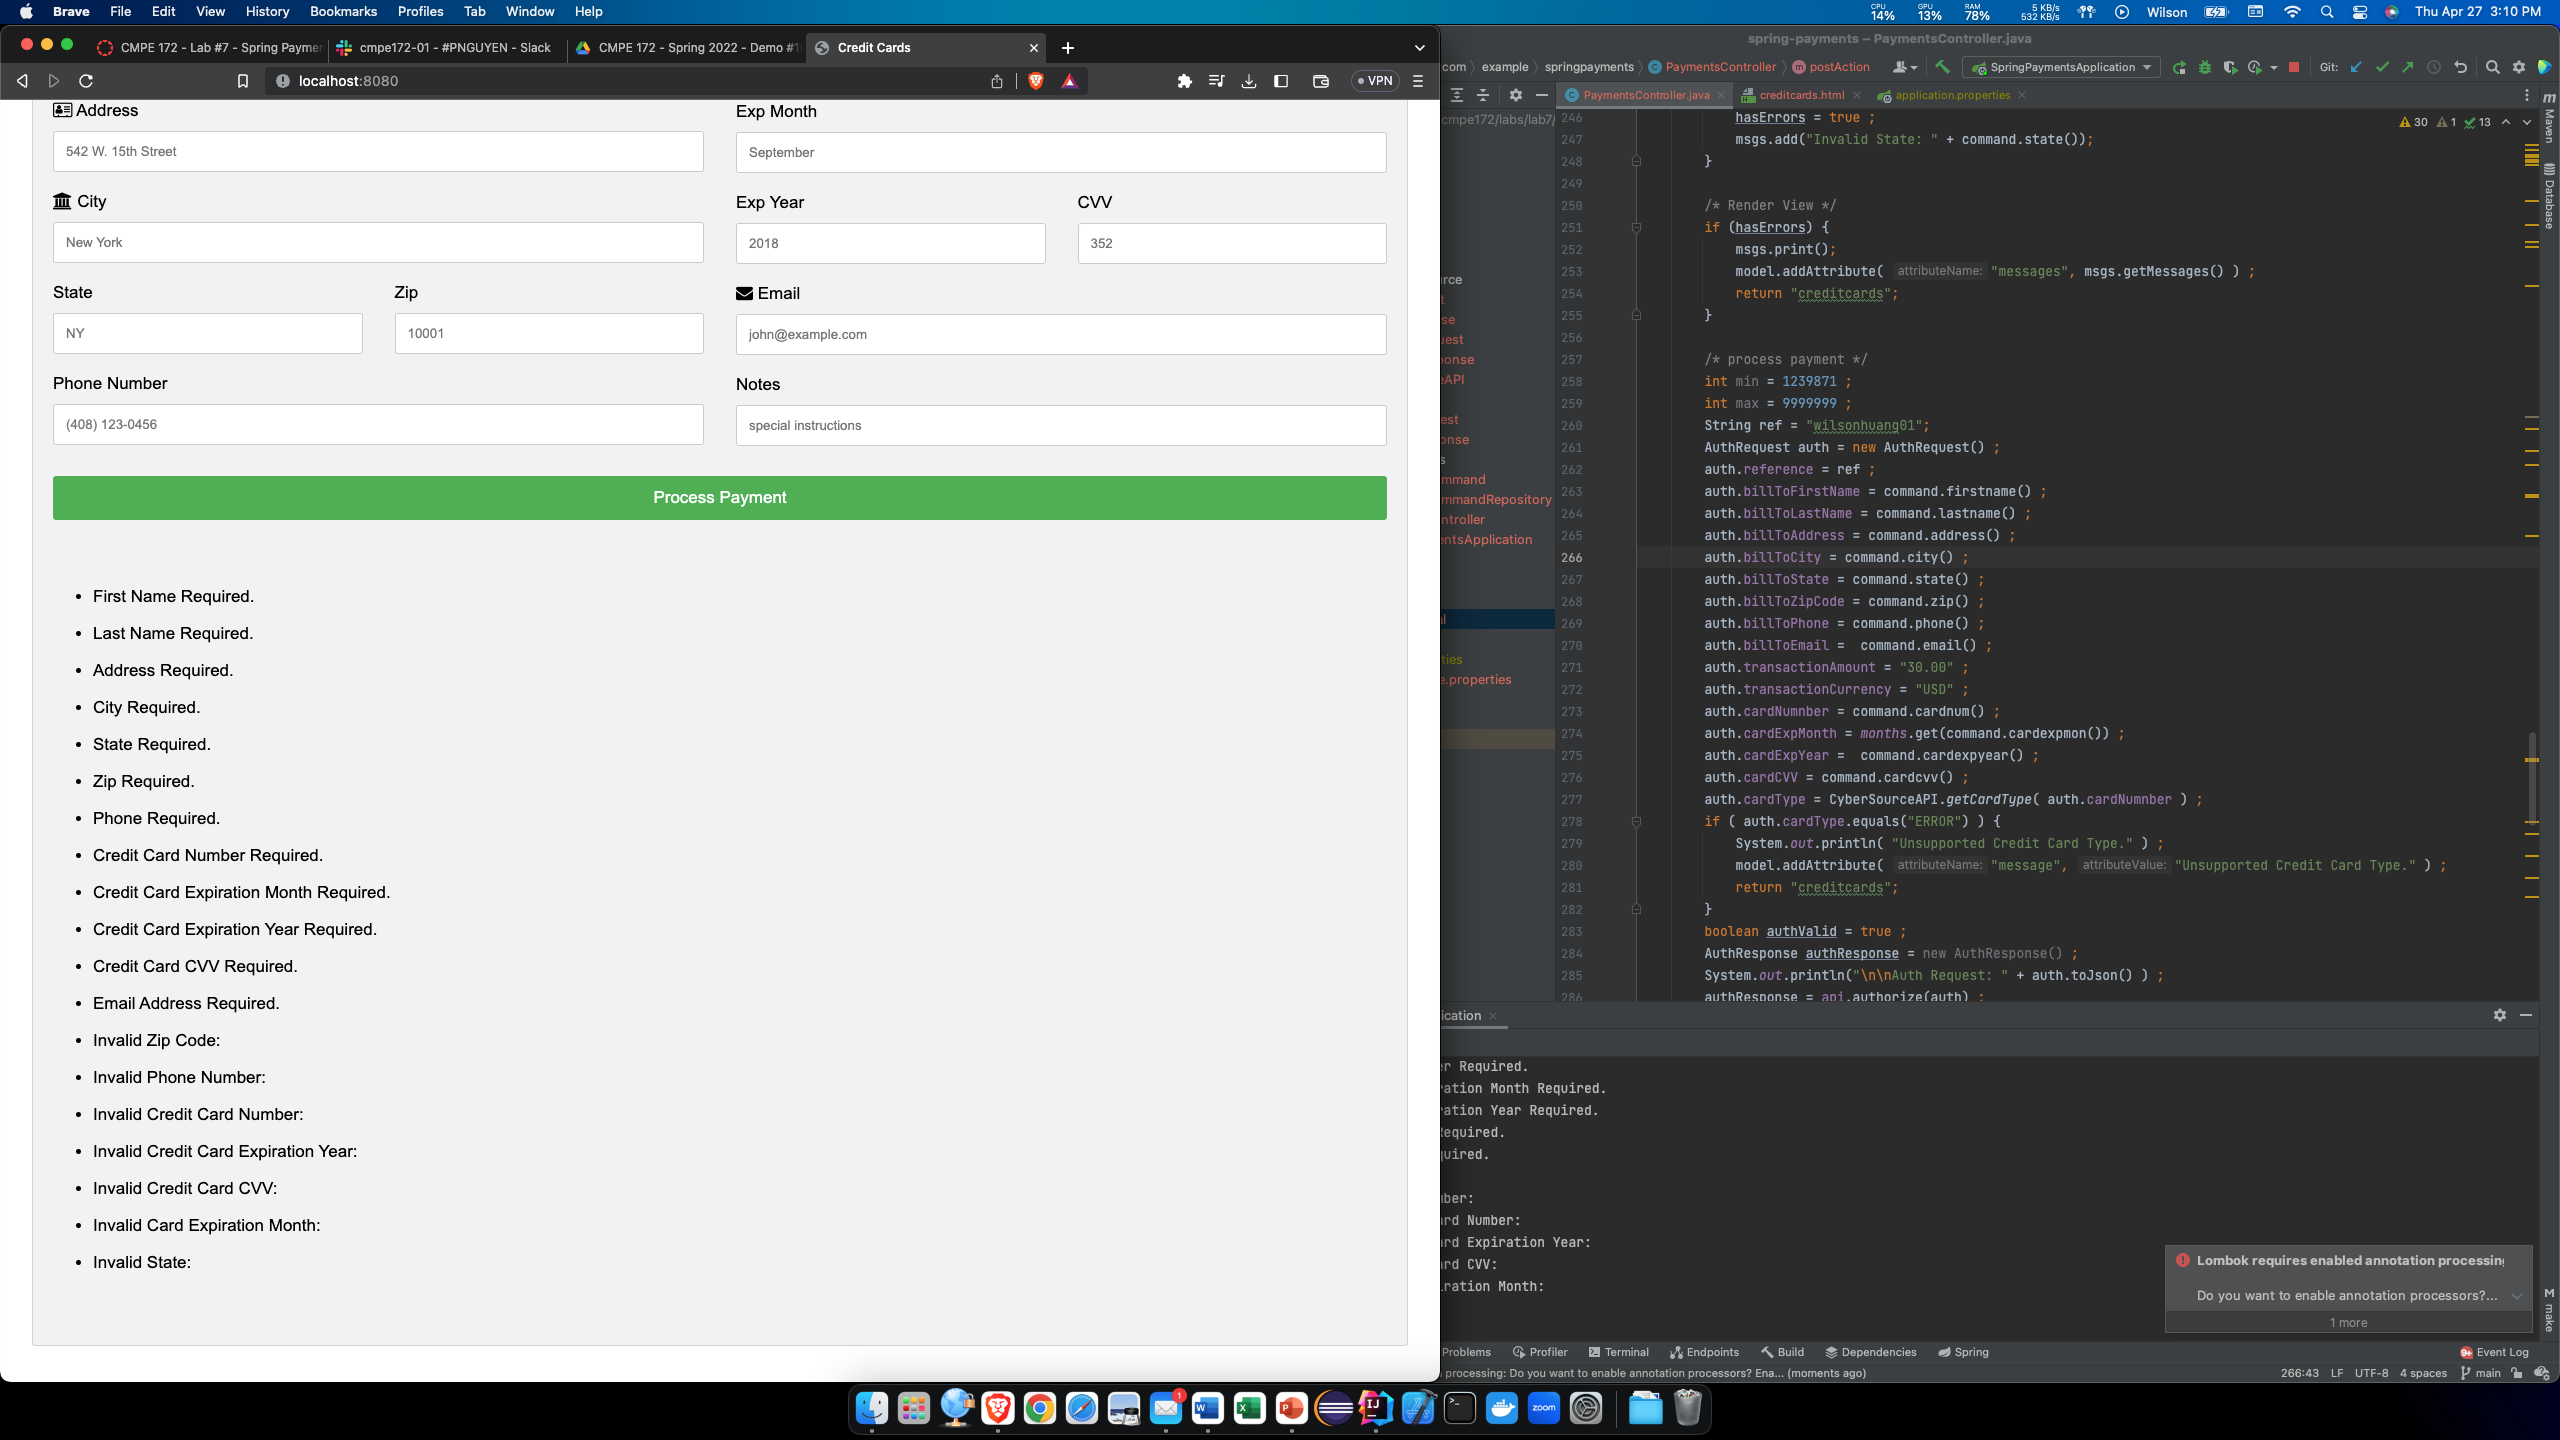 Brave File Edit View History Bookmarks Profiles Tab Window Help
CPU 14% GPU 13% RAM 78% 5 KB/s 532 KB/s Wilson Thu Apr 27 3:10 PM
CMPE 172 - Lab #7 - Spring Paymer cmpe172-01 - #PNGUYEN - Slack CMPE 172 - Spring 2022 - Demo #1 Credit Cards
localhost:8080 VPN
Address
Exp Month
542 W. 15th Street
September
City
Exp Year CVV
New York
2018 352
State Zip
Email
NY 10001
john@example.com
Phone Number
Notes
(408) 123-0456
special instructions
Process Payment
• First Name Required.
• Last Name Required.
• Address Required.
• City Required.
• State Required.
• Zip Required.
• Phone Required.
• Credit Card Number Required.
• Credit Card Expiration Month Required.
• Credit Card Expiration Year Required.
• Credit Card CVV Required.
• Email Address Required.
• Invalid Zip Code:
• Invalid Phone Number:
• Invalid Credit Card Number:
• Invalid Credit Card Expiration Year:
• Invalid Credit Card CVV:
• Invalid Card Expiration Month:
• Invalid State:
spring-payments – PaymentsController.java
com example springpayments PaymentsController postAction SpringPaymentsApplication Git:
PaymentsController.java creditcards.html application.properties
cmpe172/labs/lab7/
30 1 13
Maven
Database
make
246 hasErrors = true ;
247 msgs.add("Invalid State: " + command.state());
248 }
249
250 /* Render View */
251 if (hasErrors) {
252 msgs.print();
253 model.addAttribute( attributeName: "messages", msgs.getMessages() ) ;
254 return "creditcards";
255 }
256
257 /* process payment */
258 int min = 1239871 ;
259 int max = 9999999 ;
260 String ref = "wilsonhuang01";
261 AuthRequest auth = new AuthRequest() ;
262 auth.reference = ref ;
263 auth.billToFirstName = command.firstname() ;
264 auth.billToLastName = command.lastname() ;
265 auth.billToAddress = command.address() ;
266 auth.billToCity = command.city() ;
267 auth.billToState = command.state() ;
268 auth.billToZipCode = command.zip() ;
269 auth.billToPhone = command.phone() ;
270 auth.billToEmail = command.email() ;
271 auth.transactionAmount = "30.00" ;
272 auth.transactionCurrency = "USD" ;
273 auth.cardNumnber = command.cardnum() ;
274 auth.cardExpMonth = months.get(command.cardexpmon()) ;
275 auth.cardExpYear = command.cardexpyear() ;
276 auth.cardCVV = command.cardcvv() ;
277 auth.cardType = CyberSourceAPI.getCardType( auth.cardNumnber ) ;
278 if ( auth.cardType.equals("ERROR") ) {
279 System.out.println( "Unsupported Credit Card Type." ) ;
280 model.addAttribute( attributeName: "message", attributeValue: "Unsupported Credit Card Type." ) ;
281 return "creditcards";
282 }
283 boolean authValid = true ;
284 AuthResponse authResponse = new AuthResponse() ;
285 System.out.println("\n\nAuth Request: " + auth.toJson() ) ;
286 authResponse = api.authorize(auth) ;
rce
t
se
uest
ponse
eAPI
est
onse
s
mmand
mmandRepository
ntroller
entsApplication
l
ties
e.properties
ication
er Required.
ration Month Required.
ration Year Required.
Required.
quired.
mber:
ard Number:
ard Expiration Year:
ard CVV:
iration Month:
Lombok requires enabled annotation processin
Do you want to enable annotation processors?...
1 more
Problems Profiler Terminal Endpoints Build Dependencies Spring 9+ Event Log
processing: Do you want to enable annotation processors? Ena... (moments ago) 266:43 LF UTF-8 4 spaces main
1
W X P IJ zoom